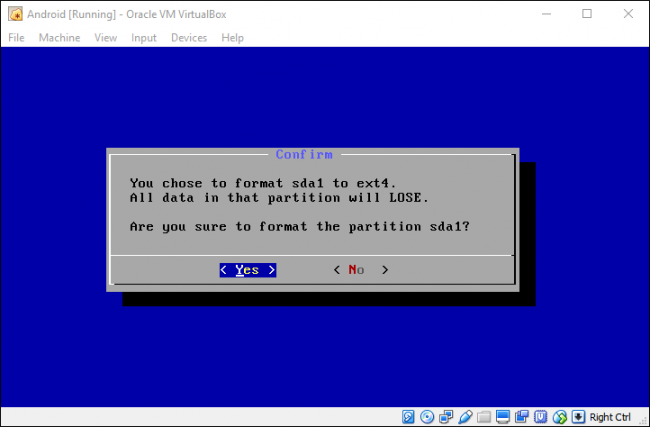 Android [Running] - Oracle VM VirtualBox
File Machine View Input Devices Help
Confirm
You chose to format sda1 to ext4.
All data in that partition will LOSE.
Are you sure to format the partition sda1?
< Yes > < No >
Right Ctrl